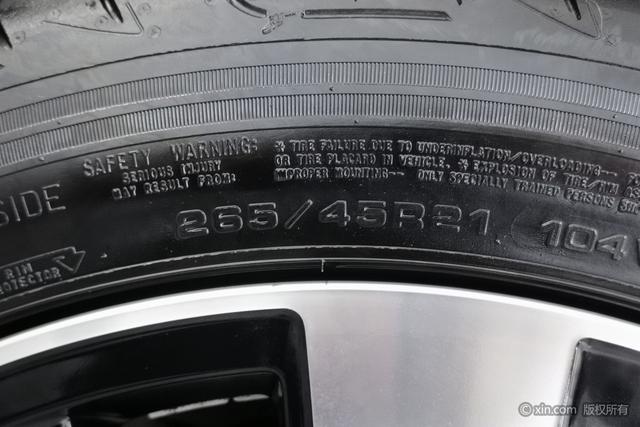 SAFETY WARNING:
SERIOUS INJURY
MAY RESULT FROM:
* TIRE FAILURE DUE TO UNDERINFLATION/OVERLOADING--
OR TIRE PLACARD IN VEHICLE. * EXPLOSION OF TIRE/RIM
IMPROPER MOUNTING-- ONLY SPECIALLY TRAINED PERSONS
SIDE
265/45R21 104
RIM
PROTECTOR
©xin.com 版权所有